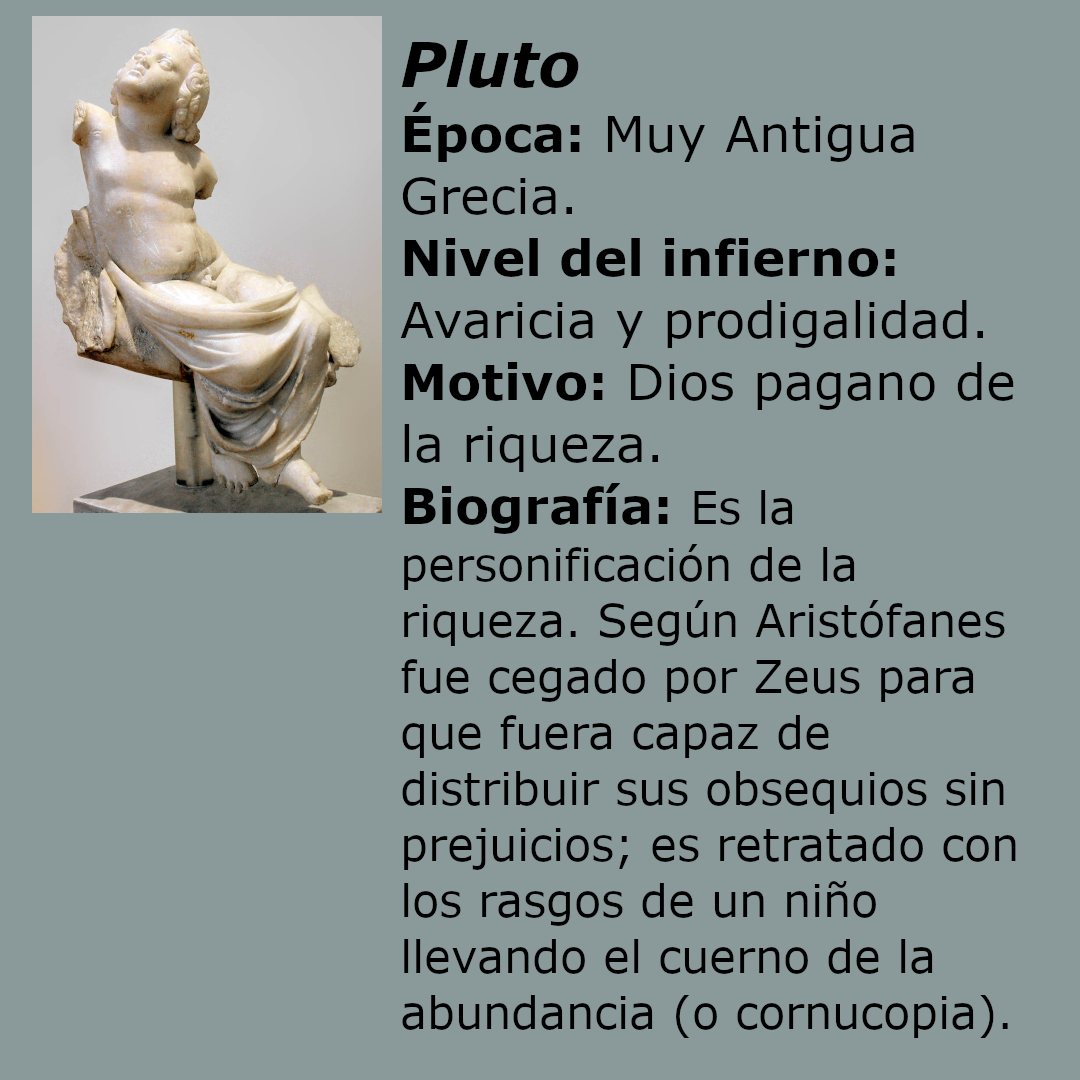 Pluto
Época: Muy Antigua
Grecia.
Nivel del infierno:
Avaricia y prodigalidad.
Motivo: Dios pagano de
la riqueza.
Biografía: Es la
personificación de la
riqueza. Según Aristófanes
fue cegado por Zeus para
que fuera capaz de
distribuir sus obsequios sin
prejuicios; es retratado con
los rasgos de un niño
llevando el cuerno de la
abundancia (o cornucopia).